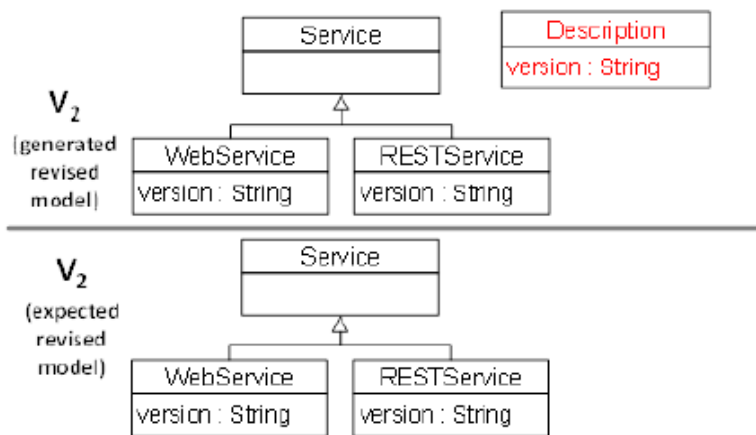 Service
Description
version : String
V2
(generated
revised
model)
WebService
RESTService
version : String
version : String
V2
(expected
revised
model)
Service
WebService
RESTService
version : String
version : String